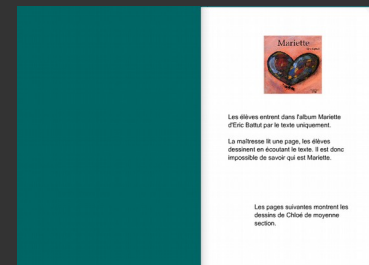 Mariette
Les élèves entrent dans l'album Mariette
d'Eric Battut par le texte uniquement.
La maîtresse lit une page, les élèves
dessinent en écoutant le texte. Il est donc
impossible de savoir qui est Mariette.
Les pages suivantes montrent les
dessins de Chloé de moyenne
section.